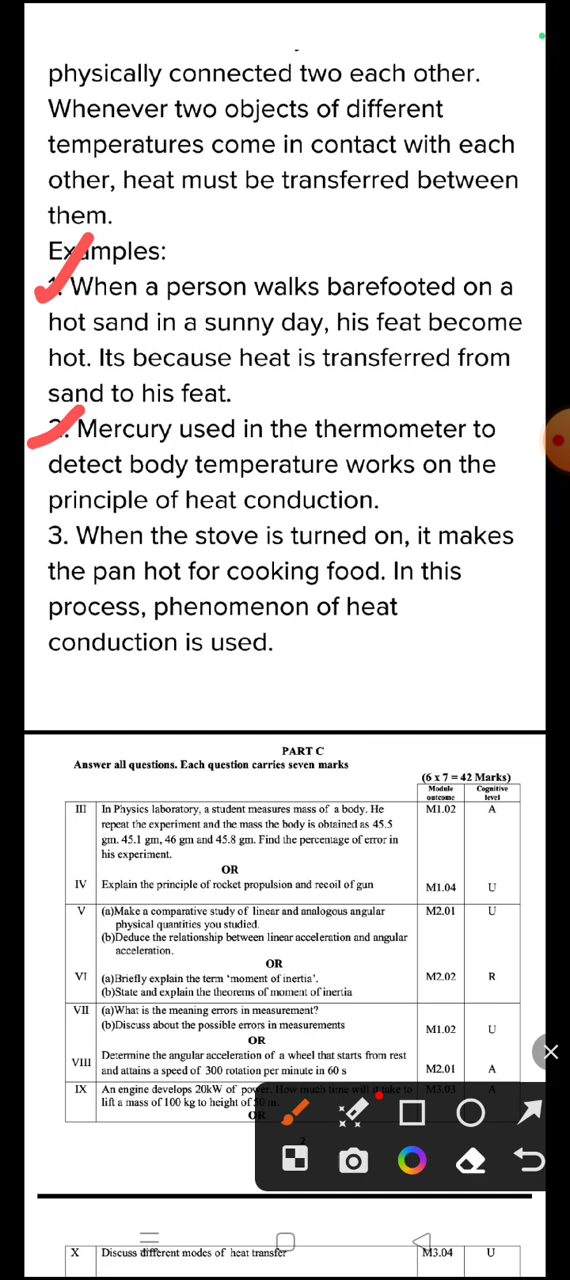 physically connected two each other.
Whenever two objects of different
temperatures come in contact with each
other, heat must be transferred between
them.
Examples:
1. When a person walks barefooted on a
hot sand in a sunny day, his feat become
hot. Its because heat is transferred from
sand to his feat.
2. Mercury used in the thermometer to
detect body temperature works on the
principle of heat conduction.
3. When the stove is turned on, it makes
the pan hot for cooking food. In this
process, phenomenon of heat
conduction is used.
PART C
Answer all questions. Each question carries seven marks
(6 x 7 = 42 Marks)
Module outcome Cognitive level
III In Physics laboratory, a student measures mass of a body. He M1.02 A
repeat the experiment and the mass the body is obtained as 45.5
gm. 45.1 gm, 46 gm and 45.8 gm. Find the percentage of error in
his experiment.
OR
IV Explain the principle of rocket propulsion and recoil of gun M1.04 U
V (a)Make a comparative study of linear and analogous angular M2.01 U
physical quantities you studied.
(b)Deduce the relationship between linear acceleration and angular
acceleration.
OR
VI (a)Briefly explain the term ‘moment of inertia’. M2.02 R
(b)State and explain the theorems of moment of inertia
VII (a)What is the meaning errors in measurement?
(b)Discuss about the possible errors in measurements M1.02 U
OR
VIII Determine the angular acceleration of a wheel that starts from rest
and attains a speed of 300 rotation per minute in 60 s M2.01 A
IX An engine develops 20kW of power. How much time will it take to M3.03 A
lift a mass of 100 kg to height of m.
OR
2
X Discuss different modes of heat transfer M3.04 U